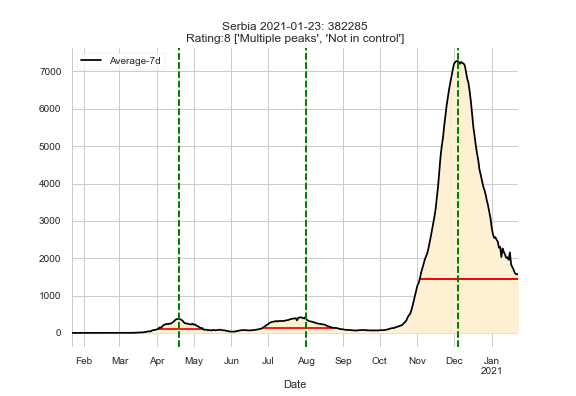 Serbia 2021-01-23: 382285
Rating:8 ['Multiple peaks', 'Not in control']
Average-7d
7000
6000
5000
4000
3000
2000
1000
0
Feb Mar Apr May Jun Jul Aug Sep Oct Nov Dec Jan
2021
Date